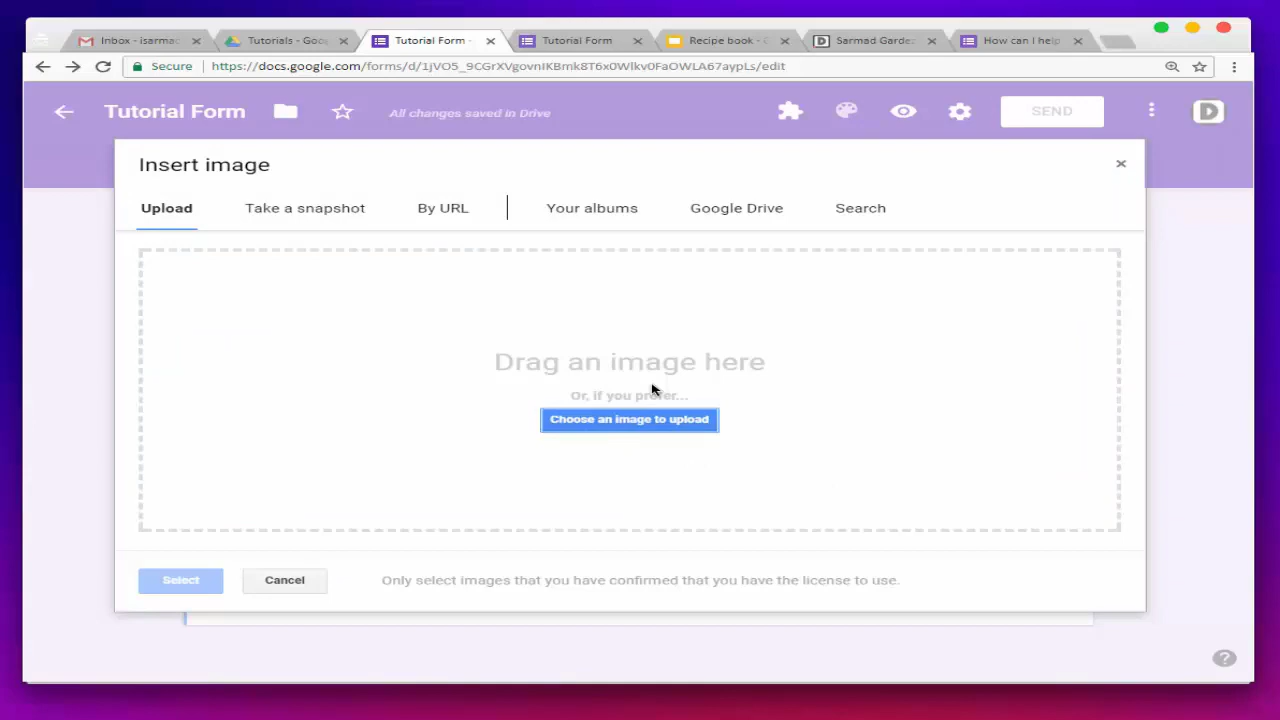 Inbox - isarmac
Tutorials - Goo
Tutorial Form -
Tutorial Form
Recipe book - G
Sarmad Gardez
How can I help
Secure
https://docs.google.com/forms/d/1jVO5_9CGrXVgovnIKBmk8T6x0Wlkv0FaOWLA67aypLs/edit
Tutorial Form
All changes saved in Drive
SEND
D
Insert image
Upload
Take a snapshot
By URL
Your albums
Google Drive
Search
Drag an image here
Or, if you prefer...
Choose an image to upload
Select
Cancel
Only select images that you have confirmed that you have the license to use.